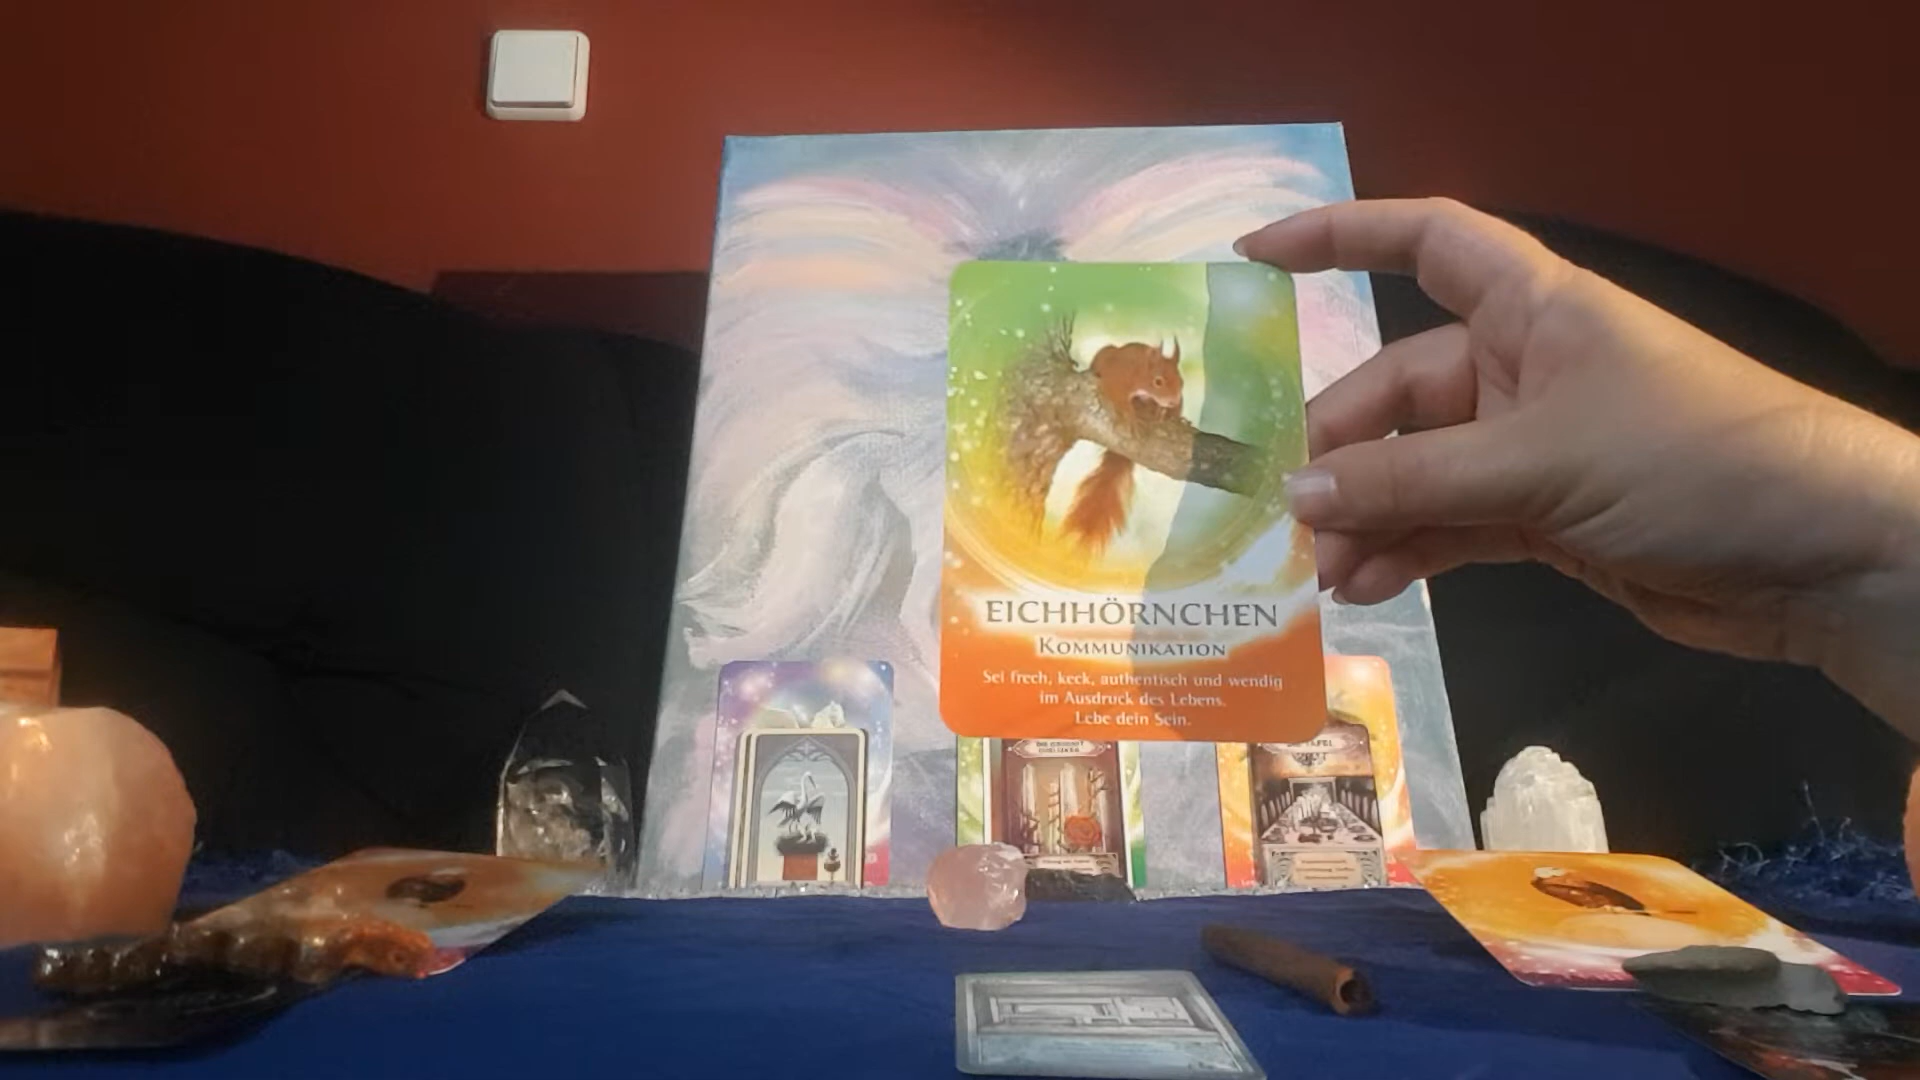 EICHHÖRNCHEN
KOMMUNIKATION
Sei frech, keck, authentisch und wendig
im Ausdruck des Lebens.
Lebe dein Sein.